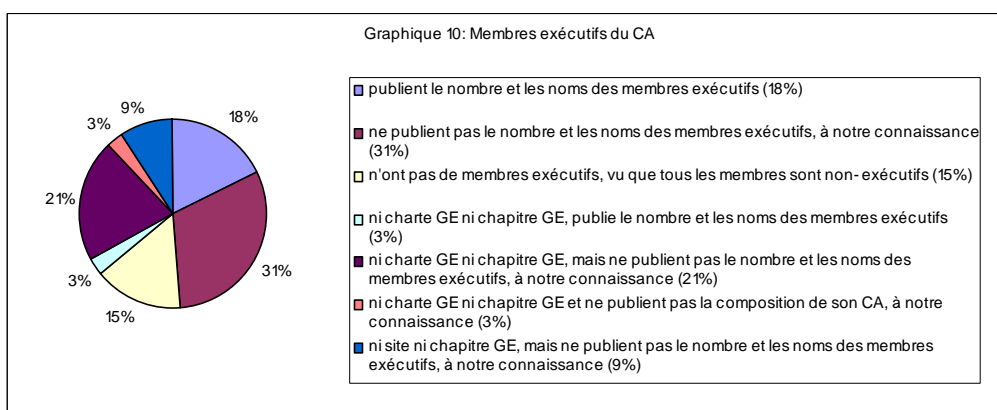 Graphique 10: Membres exécutifs du CA
18%
31%
15%
3%
21%
3%
9%
publient le nombre et les noms des membres exécutifs (18%)
ne publient pas le nombre et les noms des membres exécutifs, à notre connaissance
(31%)
n'ont pas de membres exécutifs, vu que tous les membres sont non-exécutifs (15%)
ni charte GE ni chapitre GE, publie le nombre et les noms des membres exécutifs
(3%)
ni charte GE ni chapitre GE, mais ne publient pas le nombre et les noms des
membres exécutifs, à notre connaissance (21%)
ni charte GE ni chapitre GE et ne publient pas la composition de son CA, à notre
connaissance (3%)
ni site ni chapitre GE, mais ne publient pas le nombre et les noms des membres
exécutifs, à notre connaissance (9%)